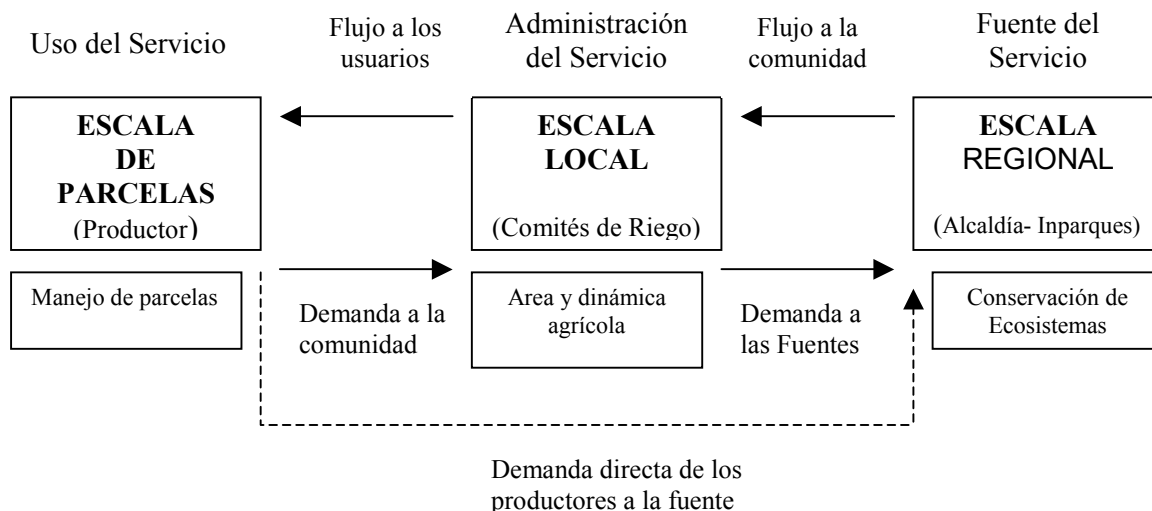 Uso del Servicio
Flujo a los
usuarios
Administración
del Servicio
Flujo a la
comunidad
Fuente del
Servicio
ESCALA
DE
PARCELAS
(Productor)
ESCALA
LOCAL
(Comités de Riego)
ESCALA
REGIONAL
(Alcaldía- Inparques)
Manejo de parcelas
Demanda a la
comunidad
Area y dinámica
agrícola
Demanda a
las Fuentes
Conservación de
Ecosistemas
Demanda directa de los
productores a la fuente